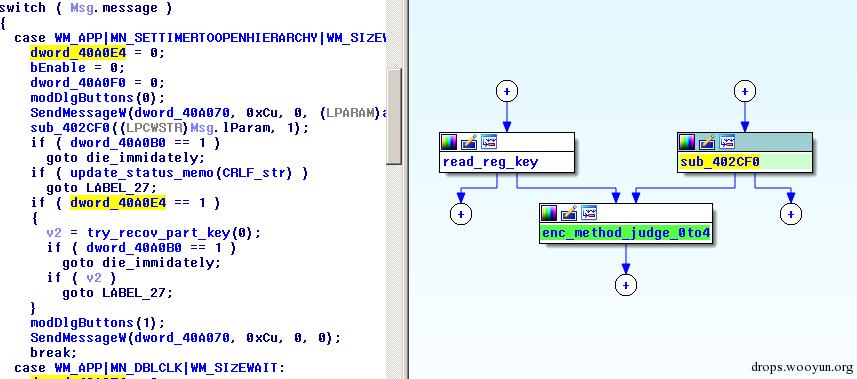 switch ( Msg.message )
{
case WM_APP|MN_SETTIMERTOOPENHIERARCHY|WM_SIZEW
dword_40A0E4 = 0;
bEnable = 0;
dword_40A0F0 = 0;
modDlgButtons(0);
SendMessageW(dword_40A070, 0xCu, 0, (LPARAM)a
sub_402CF0((LPCWSTR)Msg.lParam, 1);
if ( dword_40A0B0 == 1 )
goto die_immidately;
if ( update_status_memo(CRLF_str) )
goto LABEL_27;
if ( dword_40A0E4 == 1 )
{
v2 = try_recov_part_key(0);
if ( dword_40A0B0 == 1 )
goto die_immidately;
if ( v2 )
goto LABEL_27;
}
modDlgButtons(1);
SendMessageW(dword_40A070, 0xCu, 0, 0);
break;
case WM_APP|MN_DBLCLK|WM_SIZEWAIT:
read_reg_key
sub_402CF0
enc_method_judge_0to4
drops.wooyun.org